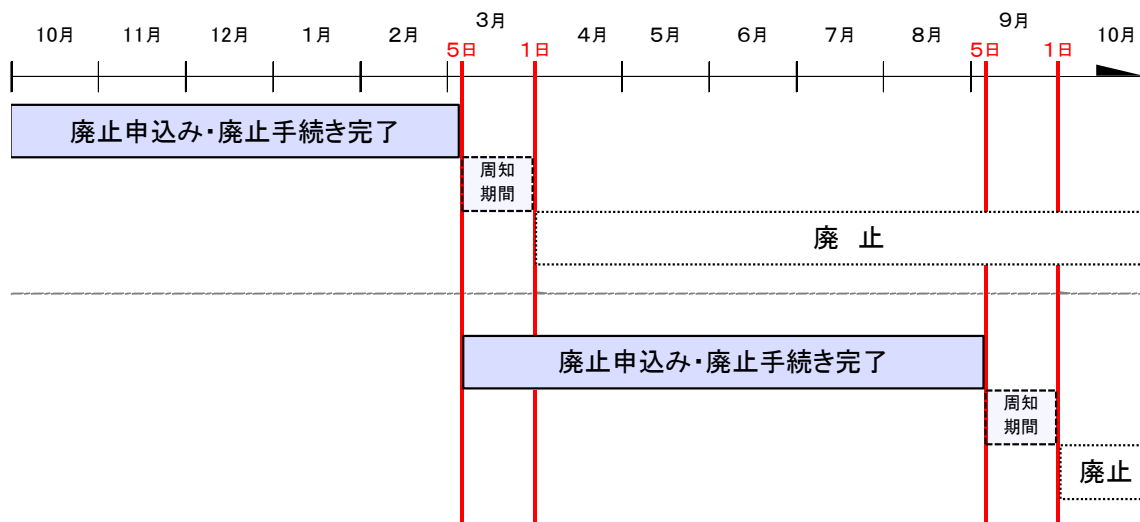 10月 11月 12月 1月 2月 3月 4月 5月 6月 7月 8月 9月 10月
5日 1日 5日 1日
廃止申込み・廃止手続き完了
周知
期間
廃 止
廃止申込み・廃止手続き完了
周知
期間
廃止